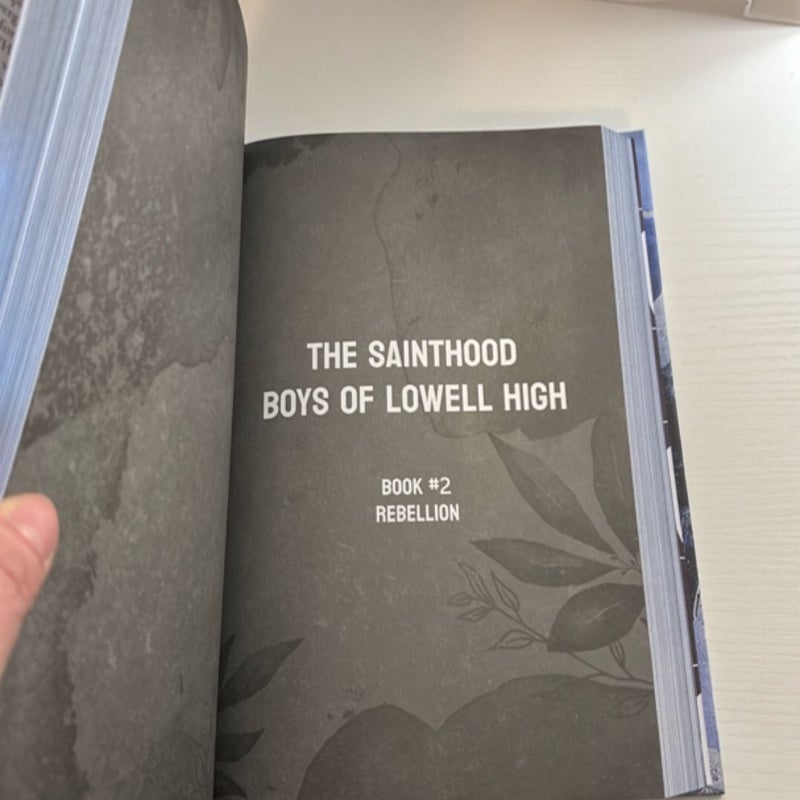 THE SAINTHOOD
BOYS OF LOWELL HIGH
BOOK #2
REBELLION